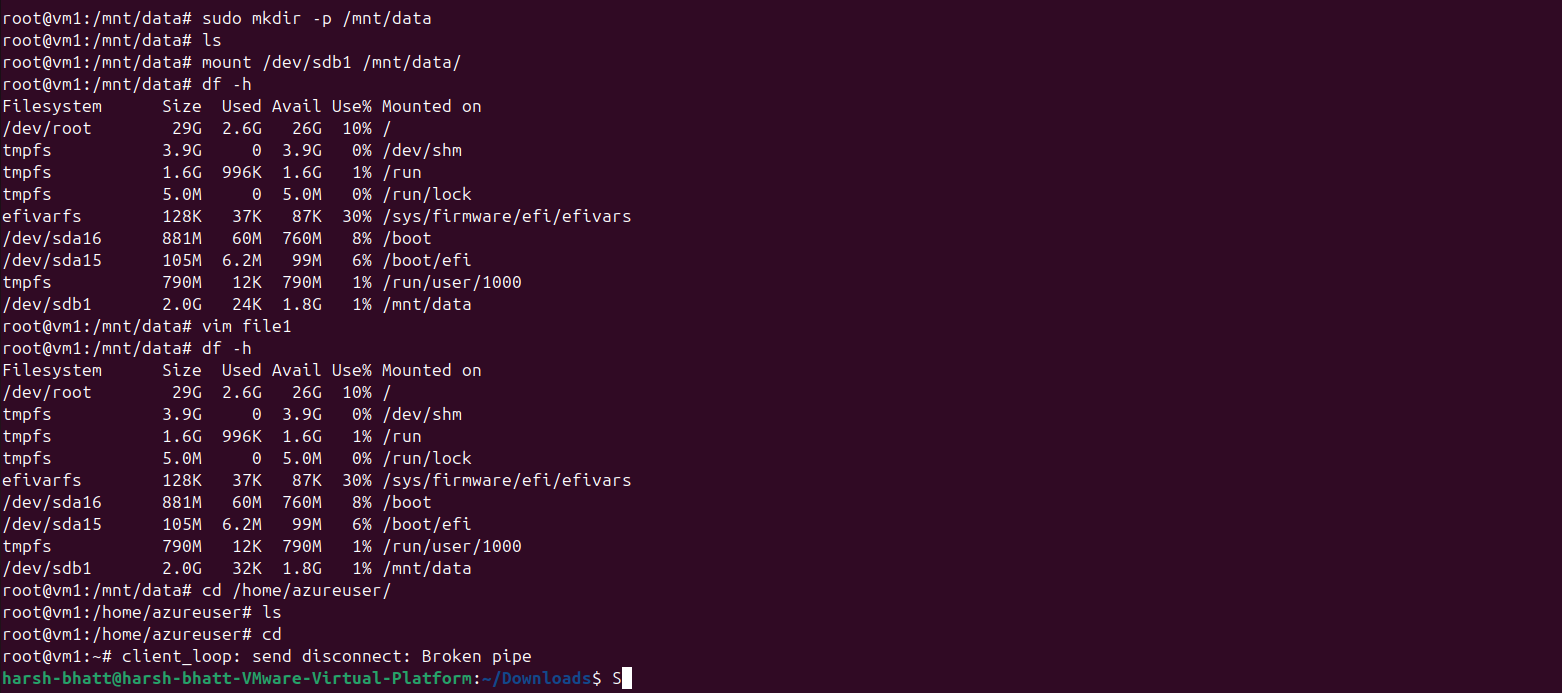 root@vm1:/mnt/data# sudo mkdir -p /mnt/data
root@vm1:/mnt/data# ls
root@vm1:/mnt/data# mount /dev/sdb1 /mnt/data/
root@vm1:/mnt/data# df -h
Filesystem      Size  Used Avail Use% Mounted on
/dev/root        29G  2.6G   26G  10% /
tmpfs           3.9G     0  3.9G   0% /dev/shm
tmpfs           1.6G  996K  1.6G   1% /run
tmpfs           5.0M     0  5.0M   0% /run/lock
efivarfs        128K   37K   87K  30% /sys/firmware/efi/efivars
/dev/sda16      881M   60M  760M   8% /boot
/dev/sda15      105M  6.2M   99M   6% /boot/efi
tmpfs           790M   12K  790M   1% /run/user/1000
/dev/sdb1       2.0G   24K  1.8G   1% /mnt/data
root@vm1:/mnt/data# vim file1
root@vm1:/mnt/data# df -h
Filesystem      Size  Used Avail Use% Mounted on
/dev/root        29G  2.6G   26G  10% /
tmpfs           3.9G     0  3.9G   0% /dev/shm
tmpfs           1.6G  996K  1.6G   1% /run
tmpfs           5.0M     0  5.0M   0% /run/lock
efivarfs        128K   37K   87K  30% /sys/firmware/efi/efivars
/dev/sda16      881M   60M  760M   8% /boot
/dev/sda15      105M  6.2M   99M   6% /boot/efi
tmpfs           790M   12K  790M   1% /run/user/1000
/dev/sdb1       2.0G   32K  1.8G   1% /mnt/data
root@vm1:/mnt/data# cd /home/azureuser/
root@vm1:/home/azureuser# ls
root@vm1:/home/azureuser# cd
root@vm1:~# client_loop: send disconnect: Broken pipe
harsh-bhatt@harsh-bhatt-VMware-Virtual-Platform:~/Downloads$ S